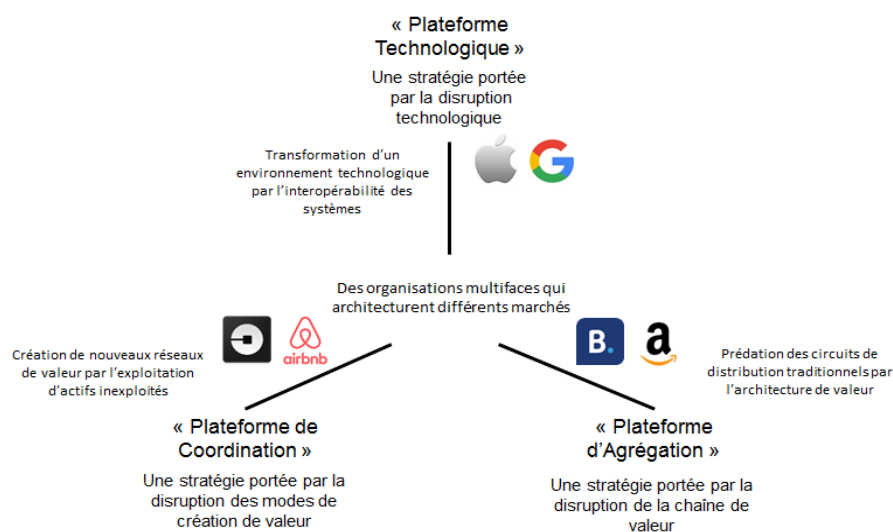 « Plateforme
Technologique »
Une stratégie portée
par la disruption
technologique
Transformation d'un
environnement technologique
par l'interopérabilité des
systèmes
Des organisations multifaces qui
architecturent différents marchés
airbnb
B.
a
Création de nouveaux réseaux
de valeur par l'exploitation
d'actifs inexploités
Prédation des circuits de
distribution traditionnels par
l'architecture de valeur
« Plateforme de
Coordination »
Une stratégie portée par la
disruption des modes de
création de valeur
« Plateforme
d'Agrégation »
Une stratégie portée par la
disruption de la chaîne de
valeur